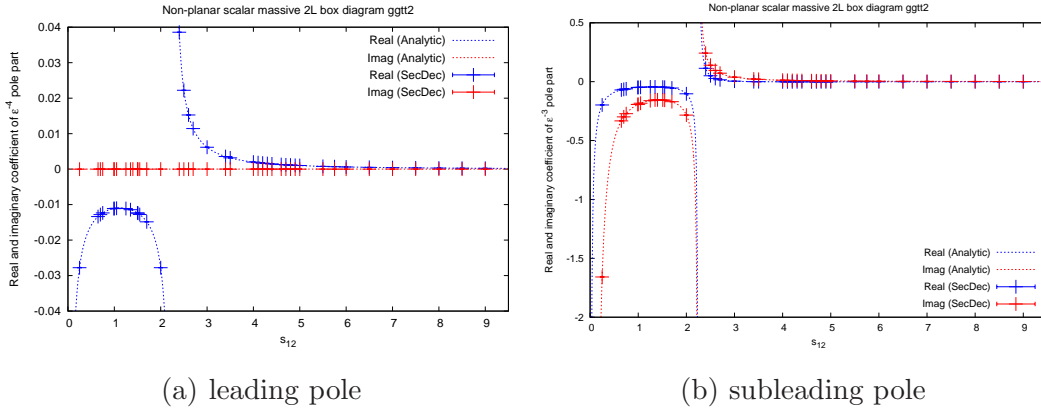 Non-planar scalar massive 2L box diagram ggtt2
Real and imaginary coefficient of ε⁻⁴ pole part
0.04
0.03
0.02
0.01
0
-0.01
-0.02
-0.03
-0.04
Real (Analytic)
Imag (Analytic)
Real (SecDec)
Imag (SecDec)
0 1 2 3 4 5 6 7 8 9
s₁₂
(a) leading pole
Non-planar scalar massive 2L box diagram ggtt2
Real and imaginary coefficient of ε⁻³ pole part
0.5
0
-0.5
-1
-1.5
-2
Real (Analytic)
Imag (Analytic)
Real (SecDec)
Imag (SecDec)
0 1 2 3 4 5 6 7 8 9
s₁₂
(b) subleading pole